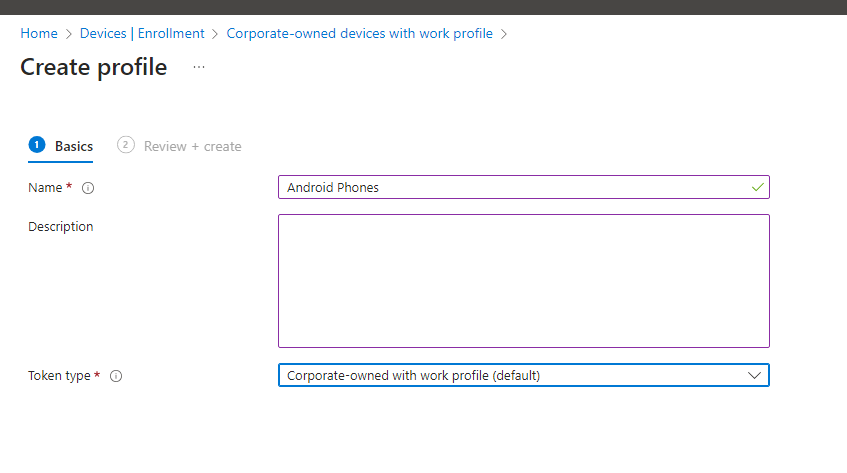 Home > Devices | Enrollment > Corporate-owned devices with work profile >
Create profile ...
1 Basics 2 Review + create
Name * Android Phones
Description
Token type * Corporate-owned with work profile (default)